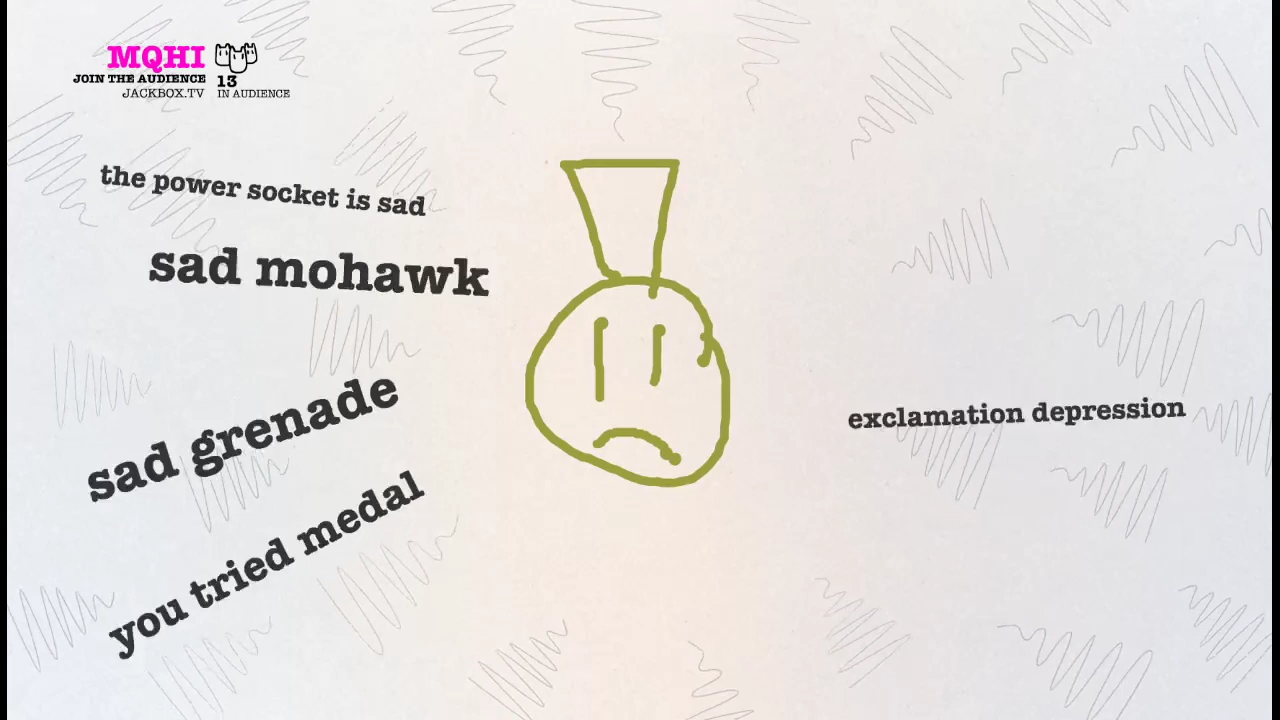 MQHI
JOIN THE AUDIENCE
JACKBOX.TV
13
IN AUDIENCE
the power socket is sad
sad mohawk
sad grenade
you tried medal
exclamation depression